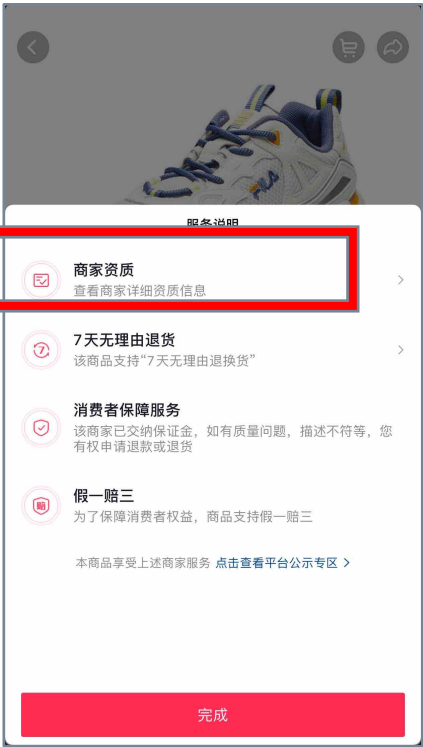 FILA
服务说明
商家资质
查看商家详细资质信息
7天无理由退货
该商品支持“7天无理由退换货”
消费者保障服务
该商家已交纳保证金，如有质量问题，描述不符等，您
有权申请退款或退货
赔
假一赔三
为了保障消费者权益，商品支持假一赔三
本商品享受上述商家服务 点击查看平台公示专区 >
完成